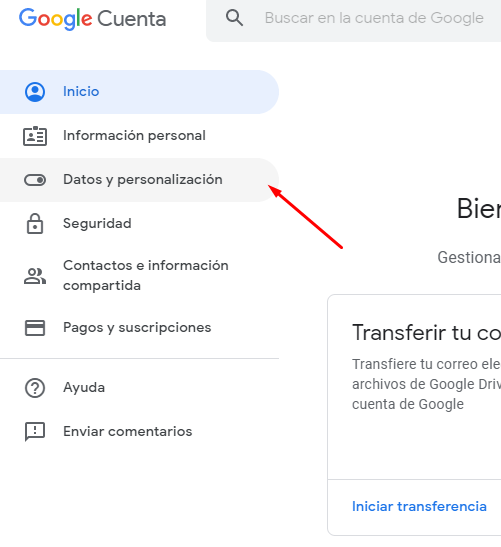 Google Cuenta
Buscar en la cuenta de Google
Inicio
Información personal
Datos y personalización
Seguridad
Contactos e información
compartida
Pagos y suscripciones
Ayuda
Enviar comentarios
Bien
Gestiona
Transferir tu co
Transfiere tu correo ele
archivos de Google Driv
cuenta de Google
Iniciar transferencia